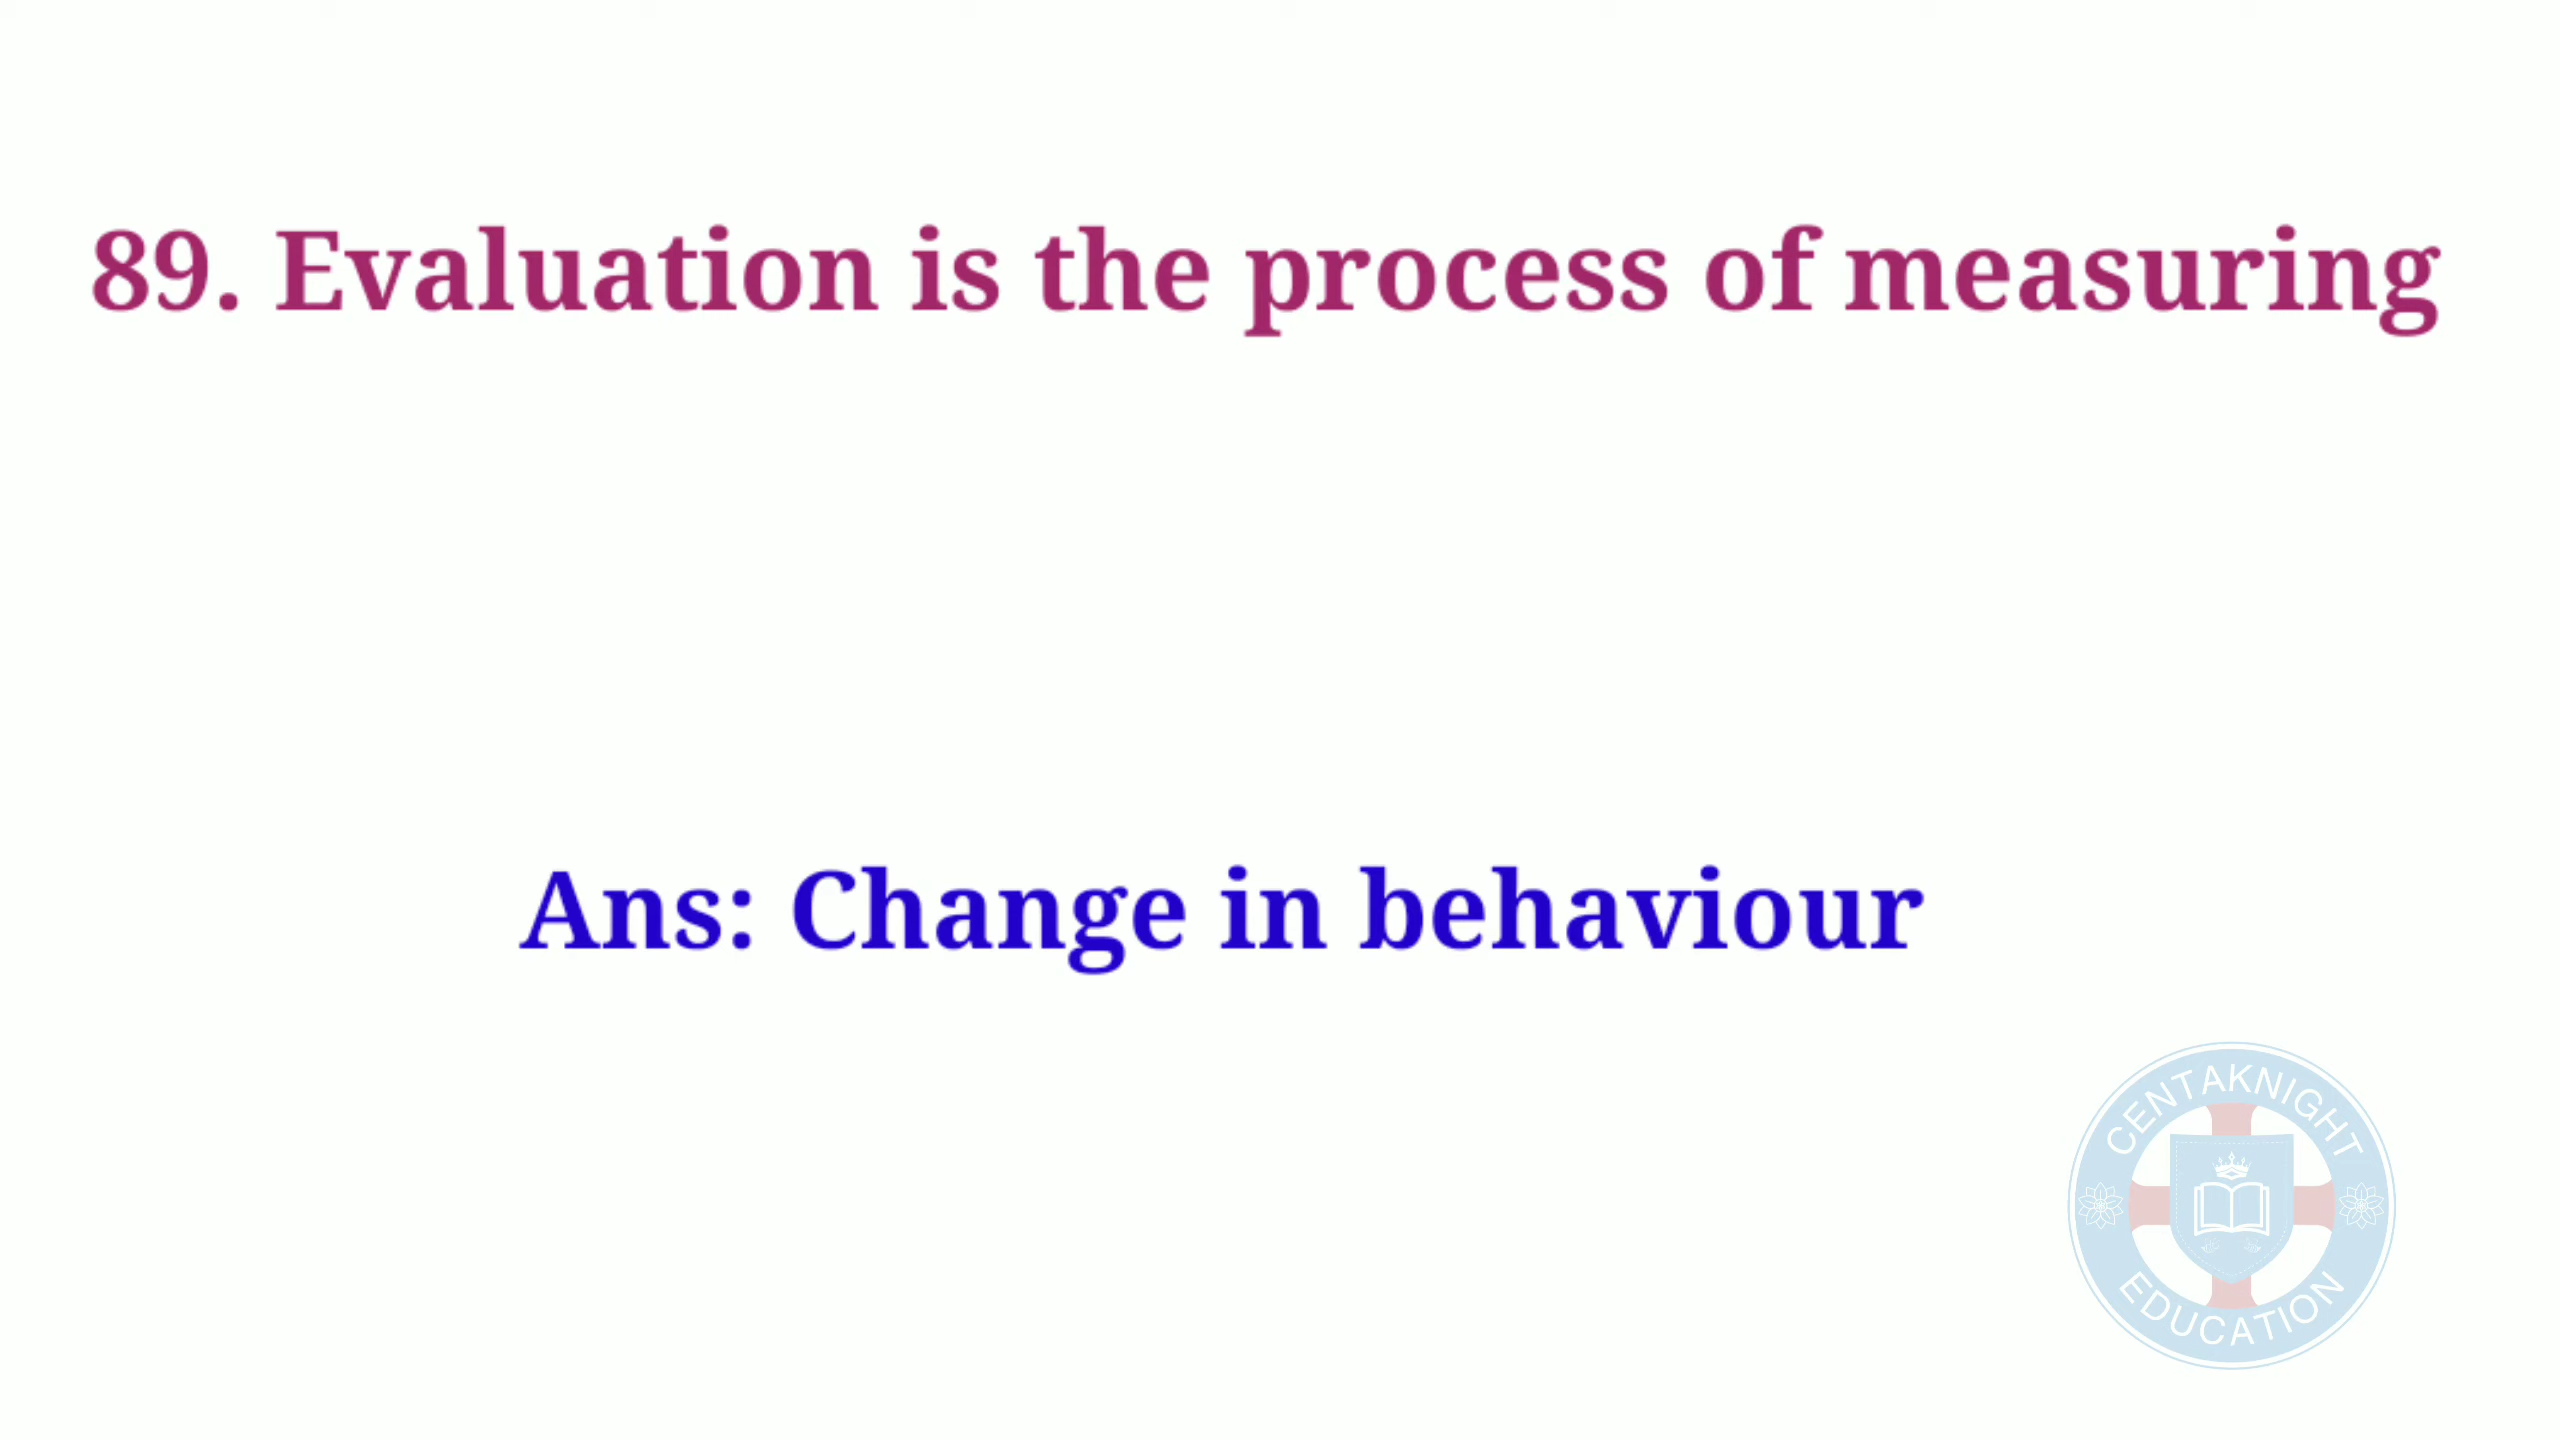 89. Evaluation is the process of measuring
Ans: Change in behaviour
CENTAKNIGHT
EDUCATION